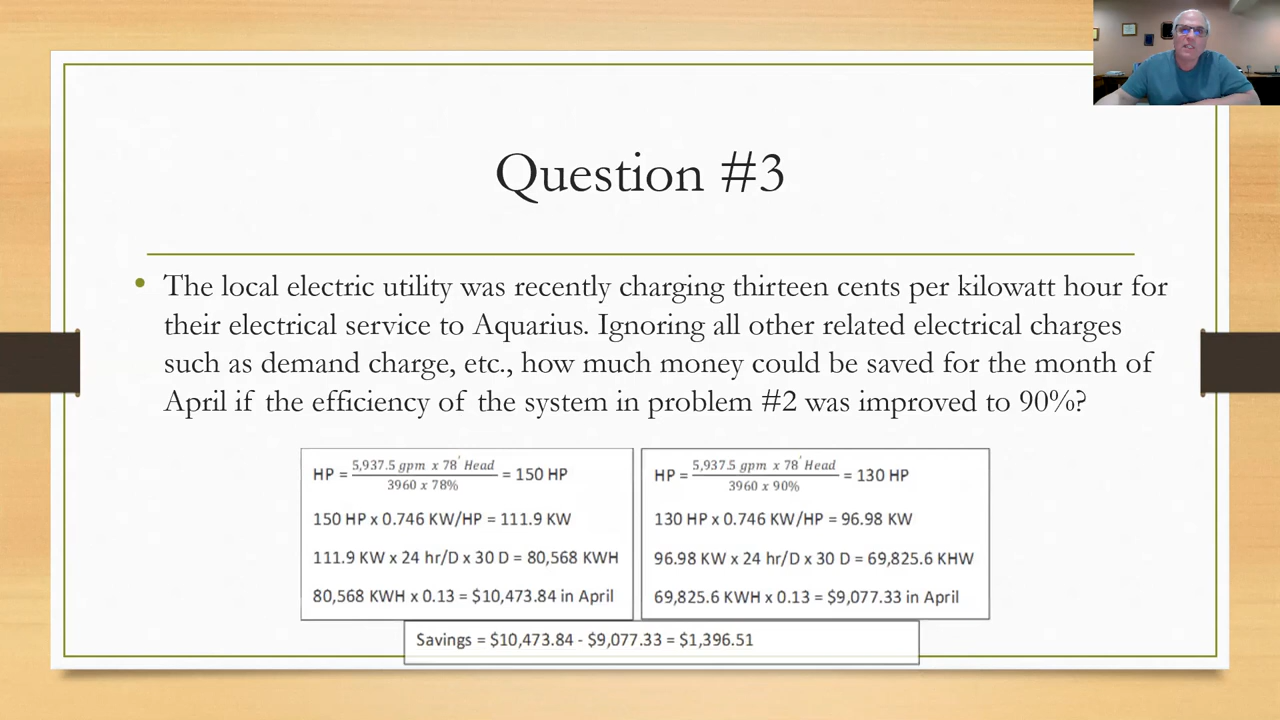 Question #3
• The local electric utility was recently charging thirteen cents per kilowatt hour for
their electrical service to Aquarius. Ignoring all other related electrical charges
such as demand charge, etc., how much money could be saved for the month of
April if the efficiency of the system in problem #2 was improved to 90%?
HP = 5,937.5 gpm x 78' Head / 3960 x 78% = 150 HP
150 HP x 0.746 KW/HP = 111.9 KW
111.9 KW x 24 hr/D x 30 D = 80,568 KWH
80,568 KWH x 0.13 = $10,473.84 in April
HP = 5,937.5 gpm x 78' Head / 3960 x 90% = 130 HP
130 HP x 0.746 KW/HP = 96.98 KW
96.98 KW x 24 hr/D x 30 D = 69,825.6 KHW
69,825.6 KWH x 0.13 = $9,077.33 in April
Savings = $10,473.84 - $9,077.33 = $1,396.51